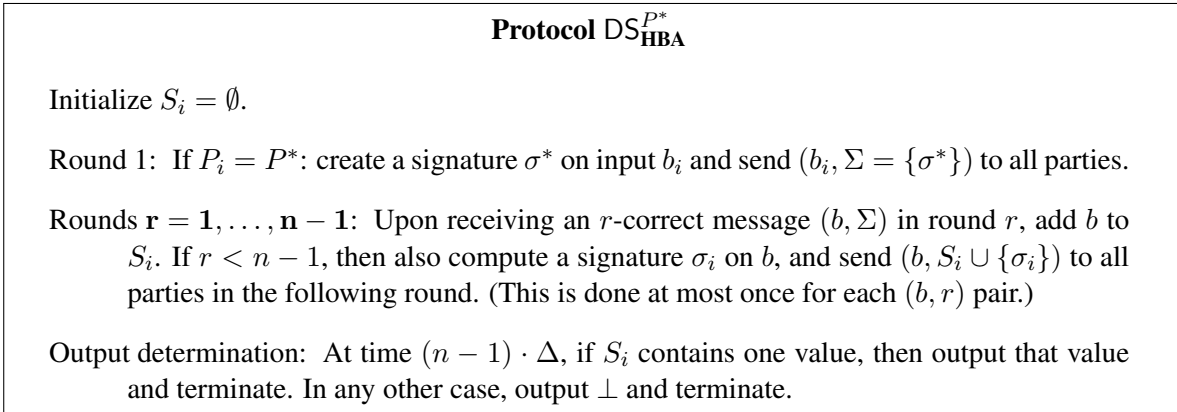 Protocol DS^{P^*}_{HBA}
Initialize S_i = ∅.
Round 1: If P_i = P^*: create a signature σ^* on input b_i and send (b_i, Σ = {σ^*}) to all parties.
Rounds r = 1, . . . , n − 1: Upon receiving an r-correct message (b, Σ) in round r, add b to
S_i. If r < n − 1, then also compute a signature σ_i on b, and send (b, S_i ∪ {σ_i}) to all
parties in the following round. (This is done at most once for each (b, r) pair.)
Output determination: At time (n − 1) · Δ, if S_i contains one value, then output that value
and terminate. In any other case, output ⊥ and terminate.